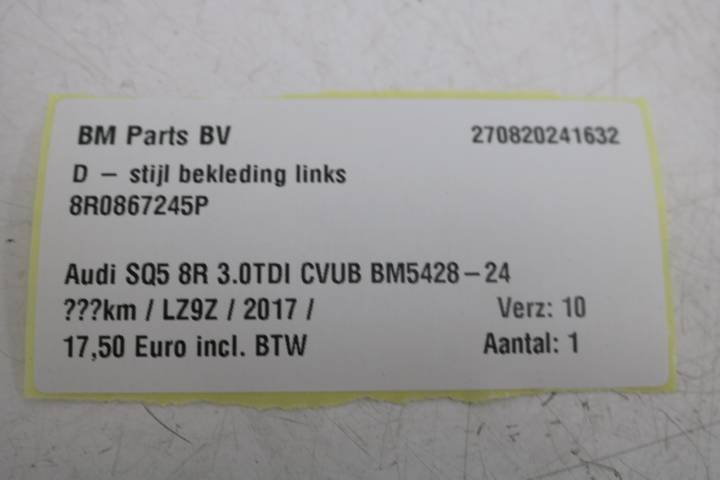 BM Parts BV 270820241632
D – stijl bekleding links
8R0867245P
Audi SQ5 8R 3.0TDI CVUB BM5428-24
???km / LZ9Z / 2017 / Verz: 10
17,50 Euro incl. BTW Aantal: 1